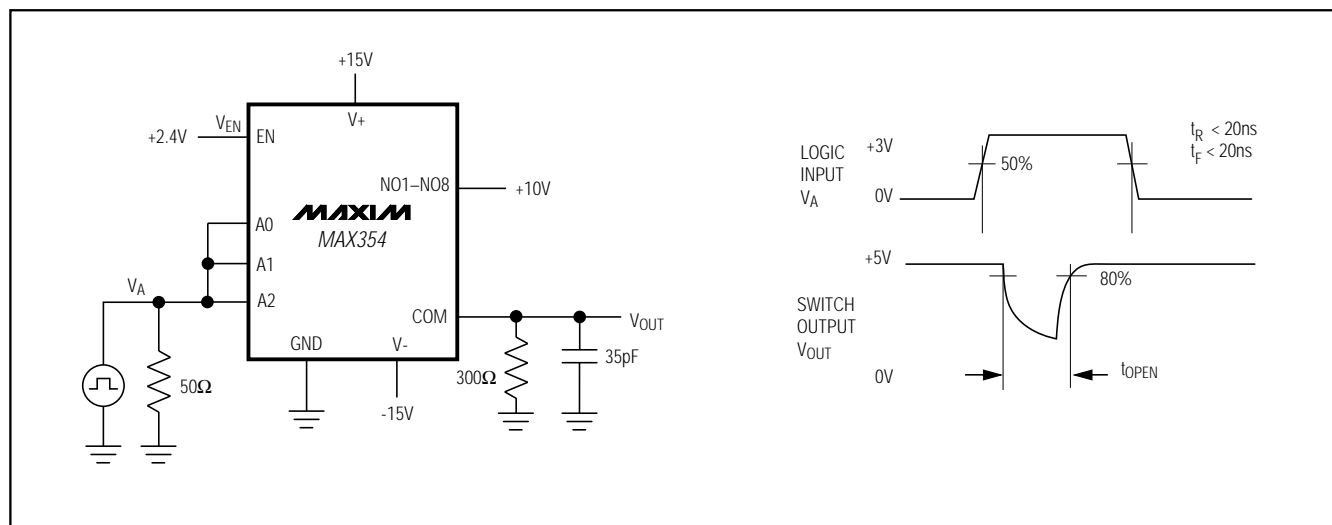 +15V
V+
+2.4V
VEN
EN
NO1–NO8
+10V
MAXIM
MAX354
A0
A1
A2
VA
COM
VOUT
GND
V-
50Ω
300Ω
35pF
-15V
LOGIC
INPUT
VA
+3V
0V
50%
tR < 20ns
tF < 20ns
+5V
80%
SWITCH
OUTPUT
VOUT
0V
tOPEN